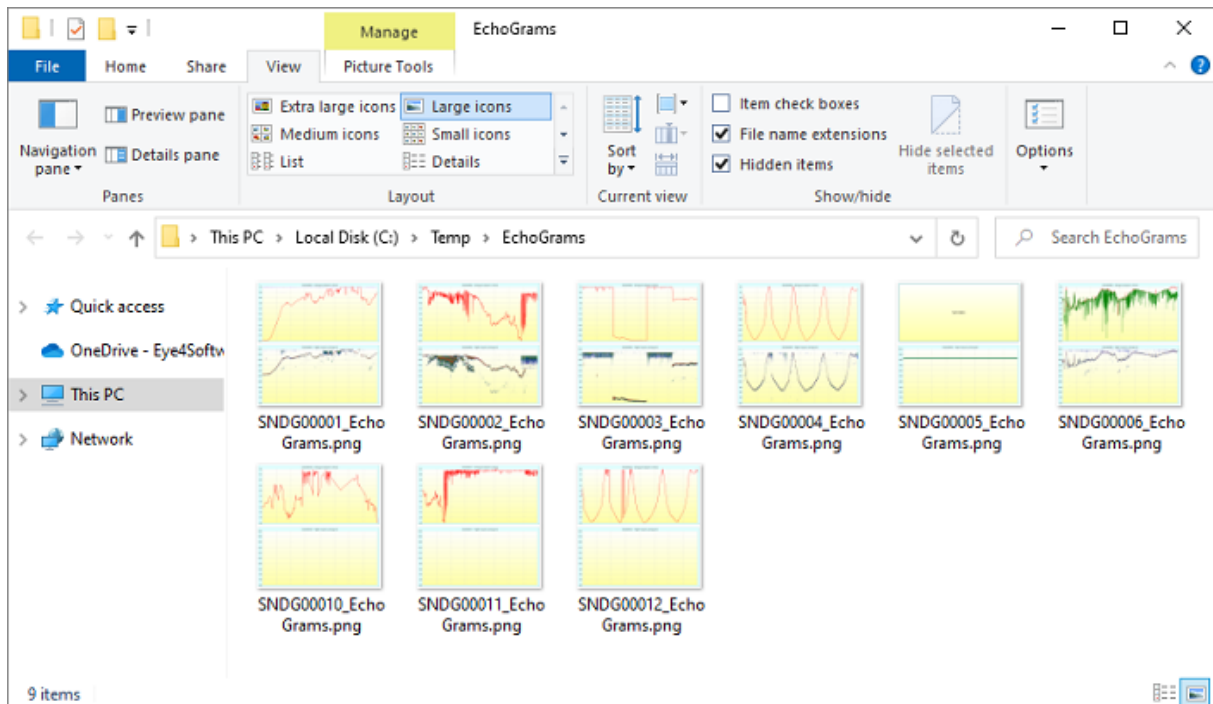 Manage
EchoGrams
File
Home
Share
View
Picture Tools
Navigation
pane
Preview pane
Details pane
Panes
Extra large icons
Large icons
Medium icons
Small icons
List
Details
Layout
Sort
by
Current view
Item check boxes
File name extensions
Hidden items
Hide selected
items
Show/hide
Options
This PC
Local Disk (C:)
Temp
EchoGrams
Search EchoGrams
Quick access
OneDrive - Eye4Softw
This PC
Network
SNDG00001_Echo
Grams.png
SNDG00002_Echo
Grams.png
SNDG00003_Echo
Grams.png
SNDG00004_Echo
Grams.png
SNDG00005_Echo
Grams.png
SNDG00006_Echo
Grams.png
SNDG00010_Echo
Grams.png
SNDG00011_Echo
Grams.png
SNDG00012_Echo
Grams.png
9 items